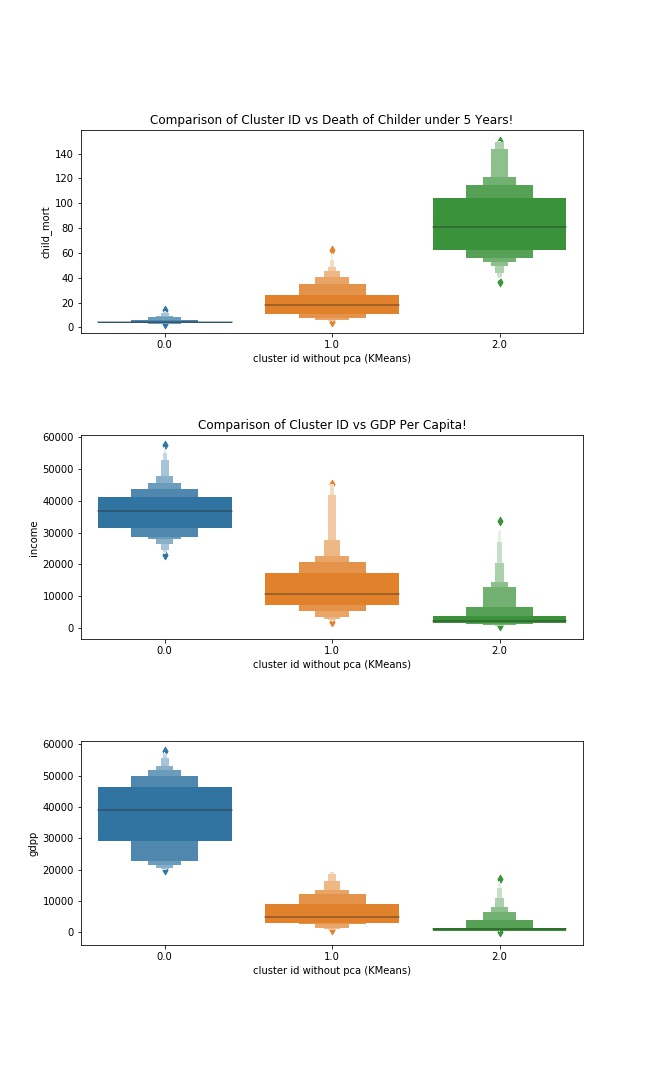 Comparison of Cluster ID vs Death of Childer under 5 Years!
140
120
100
80
60
40
20
0
child_mort
0.0 1.0 2.0
cluster id without pca (KMeans)
Comparison of Cluster ID vs GDP Per Capita!
60000
50000
40000
30000
20000
10000
0
income
0.0 1.0 2.0
cluster id without pca (KMeans)
60000
50000
40000
30000
20000
10000
0
gdpp
0.0 1.0 2.0
cluster id without pca (KMeans)